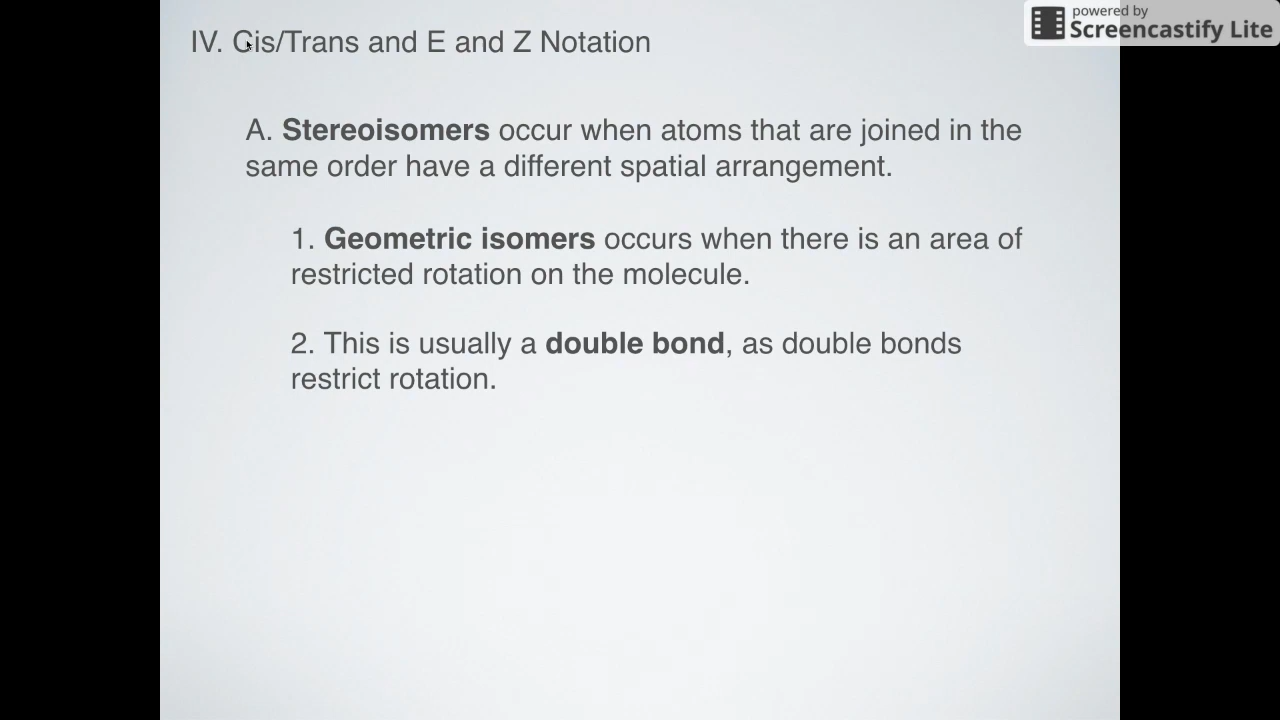 powered by
Screencastify Lite
IV. Cis/Trans and E and Z Notation
A. Stereoisomers occur when atoms that are joined in the
same order have a different spatial arrangement.
1. Geometric isomers occurs when there is an area of
restricted rotation on the molecule.
2. This is usually a double bond, as double bonds
restrict rotation.